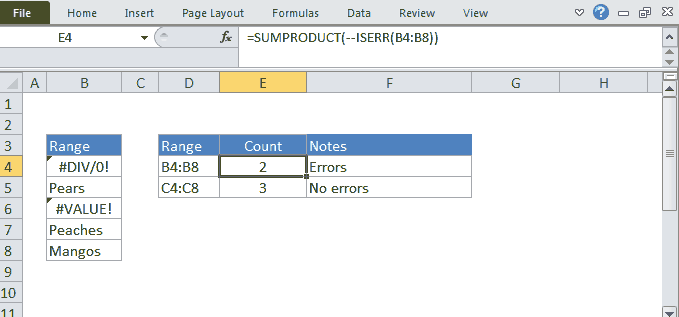 File Home Insert Page Layout Formulas Data Review View
E4 fx =SUMPRODUCT(--ISERR(B4:B8))
A B C D E F G H
1
2
3 Range Range Count Notes
4 #DIV/0! B4:B8 2 Errors
5 Pears C4:C8 3 No errors
6 #VALUE!
7 Peaches
8 Mangos
9
10
11